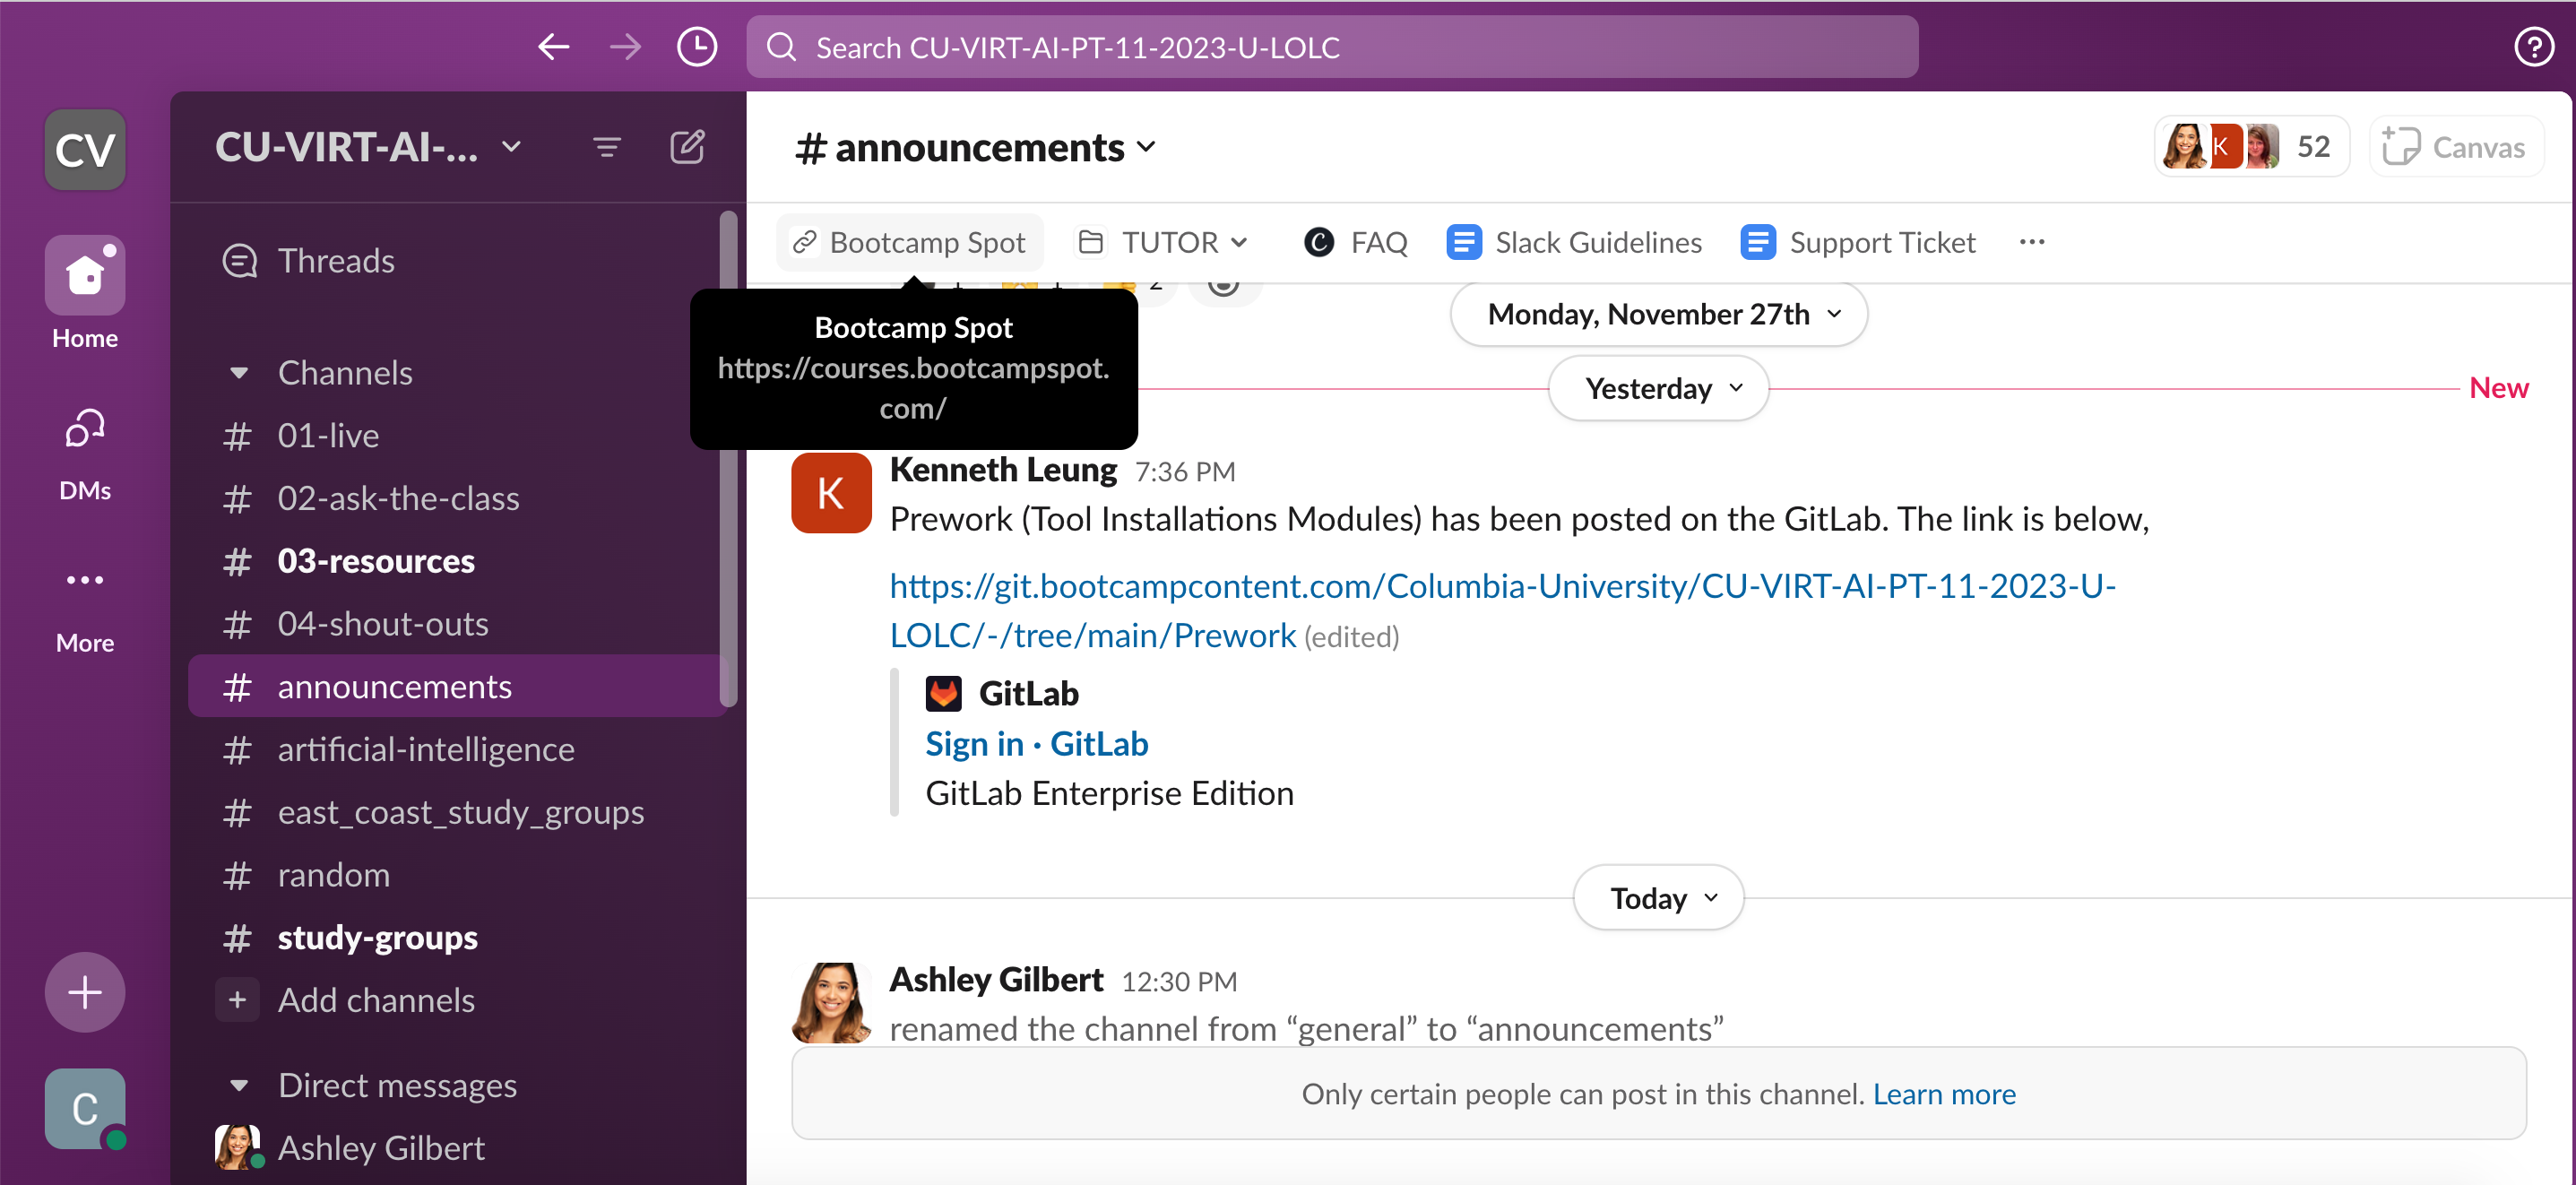 Search CU-VIRT-AI-PT-11-2023-U-LOLC
CV
Home
DMs
More
C
CU-VIRT-AI-...
Threads
Channels
# 01-live
# 02-ask-the-class
# 03-resources
# 04-shout-outs
# announcements
# artificial-intelligence
# east_coast_study_groups
# random
# study-groups
+ Add channels
Direct messages
Ashley Gilbert
# announcements
K
52
Canvas
Bootcamp Spot
TUTOR
C FAQ
Slack Guidelines
Support Ticket
...
Bootcamp Spot
https://courses.bootcampspot.
com/
Monday, November 27th
Yesterday
New
K
Kenneth Leung 7:36 PM
Prework (Tool Installations Modules) has been posted on the GitLab. The link is below,
https://git.bootcampcontent.com/Columbia-University/CU-VIRT-AI-PT-11-2023-U-
LOLC/-/tree/main/Prework (edited)
GitLab
Sign in · GitLab
GitLab Enterprise Edition
Today
Ashley Gilbert 12:30 PM
renamed the channel from “general” to “announcements”
Only certain people can post in this channel. Learn more